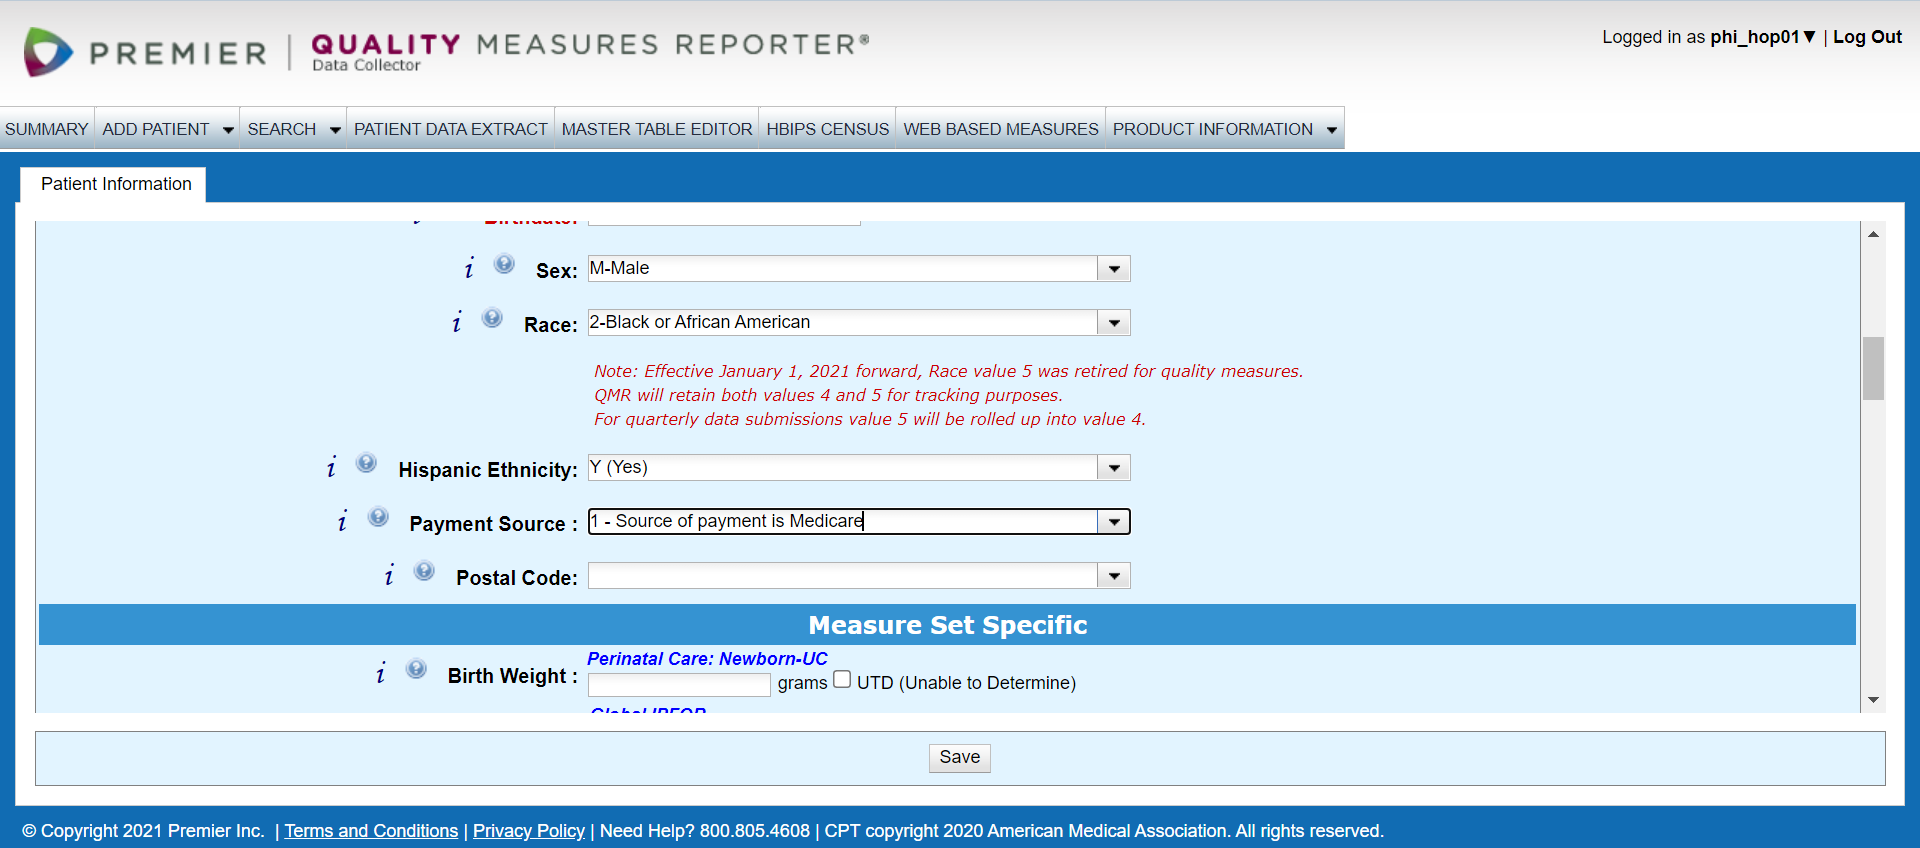 PREMIER | QUALITY MEASURES REPORTER®
Data Collector
Logged in as phi_hop01▼ | Log Out
SUMMARY ADD PATIENT SEARCH PATIENT DATA EXTRACT MASTER TABLE EDITOR HBIPS CENSUS WEB BASED MEASURES PRODUCT INFORMATION
Patient Information
Birthdate:
i ? Sex: M-Male
i ? Race: 2-Black or African American
Note: Effective January 1, 2021 forward, Race value 5 was retired for quality measures.
QMR will retain both values 4 and 5 for tracking purposes.
For quarterly data submissions value 5 will be rolled up into value 4.
i ? Hispanic Ethnicity: Y (Yes)
i ? Payment Source : 1 - Source of payment is Medicare
i ? Postal Code:
Measure Set Specific
Perinatal Care: Newborn-UC
i ? Birth Weight : grams UTD (Unable to Determine)
Global IPFQR
Save
© Copyright 2021 Premier Inc. | Terms and Conditions | Privacy Policy | Need Help? 800.805.4608 | CPT copyright 2020 American Medical Association. All rights reserved.